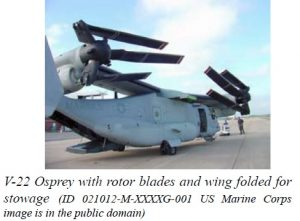 V-22 Osprey with rotor blades and wing folded for
stowage (ID 021012-M-XXXXG-001 US Marine Corps
image is in the public domain)